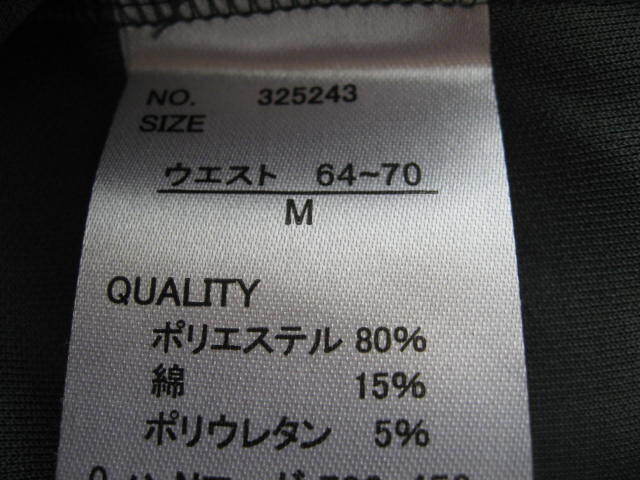 NO. 325243
SIZE
ウエスト 64~70
M
QUALITY
ポリエステル 80%
綿 15%
ポリウレタン 5%